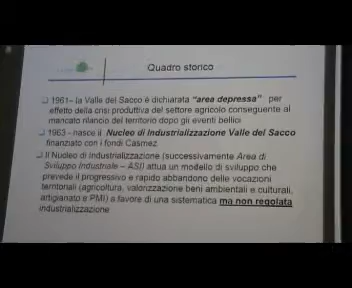 Quadro storico
1961– la Valle del Sacco è dichiarata "area depressa" per
effetto della crisi produttiva del settore agricolo conseguente al
mancato rilancio del territorio dopo gli eventi bellici
1963 - nasce il Nucleo di Industrializzazione Valle del Sacco
finanziato con i fondi Casmez
Il Nucleo di Industrializzazione (successivamente Area di
Sviluppo Industriale – ASI) attua un modello di sviluppo che
prevede il progressivo e rapido abbandono delle vocazioni
territoriali (agricoltura, valorizzazione beni ambientali e culturali,
artigianato e PMI) a favore di una sistematica ma non regolata
industrializzazione